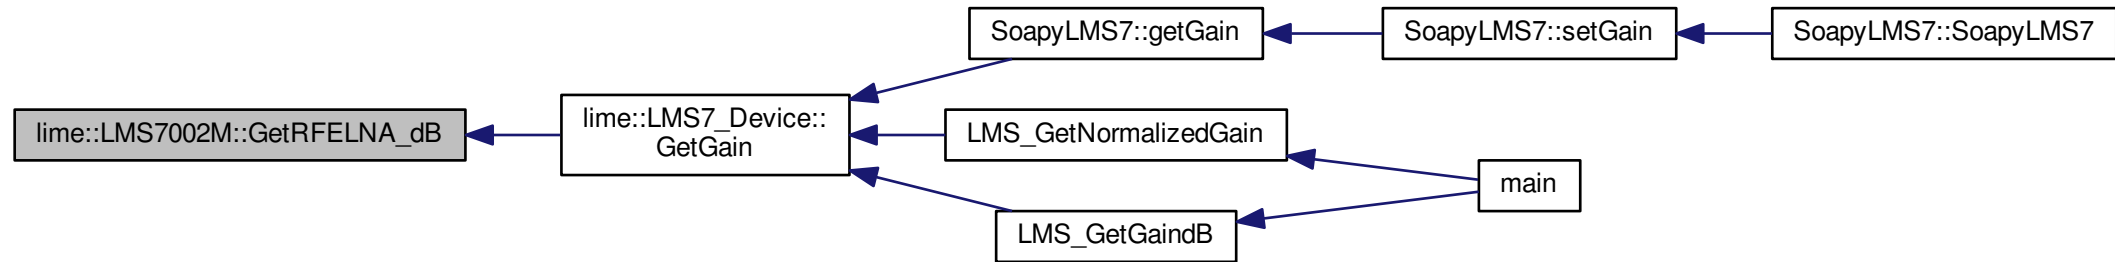 lime::LMS7002M::GetRFELNA_dB
lime::LMS7_Device::
GetGain
SoapyLMS7::getGain
SoapyLMS7::setGain
SoapyLMS7::SoapyLMS7
LMS_GetNormalizedGain
LMS_GetGaindB
main